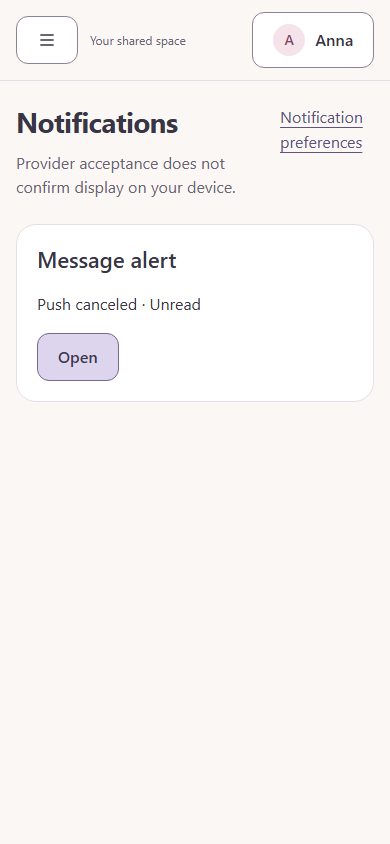 Your shared space
A
Anna
Notifications
Notification
preferences
Provider acceptance does not
confirm display on your device.
Message alert
Push canceled · Unread
Open